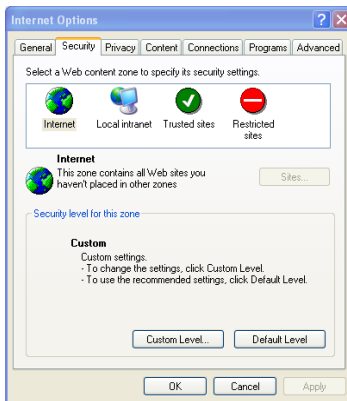 Internet Options
General Security Privacy Content Connections Programs Advanced
Select a Web content zone to specify its security settings.
Internet Local intranet Trusted sites Restricted sites
Internet
This zone contains all Web sites you
haven't placed in other zones
Sites...
Security level for this zone
Custom
Custom settings.
- To change the settings, click Custom Level.
- To use the recommended settings, click Default Level.
Custom Level... Default Level
OK Cancel Apply